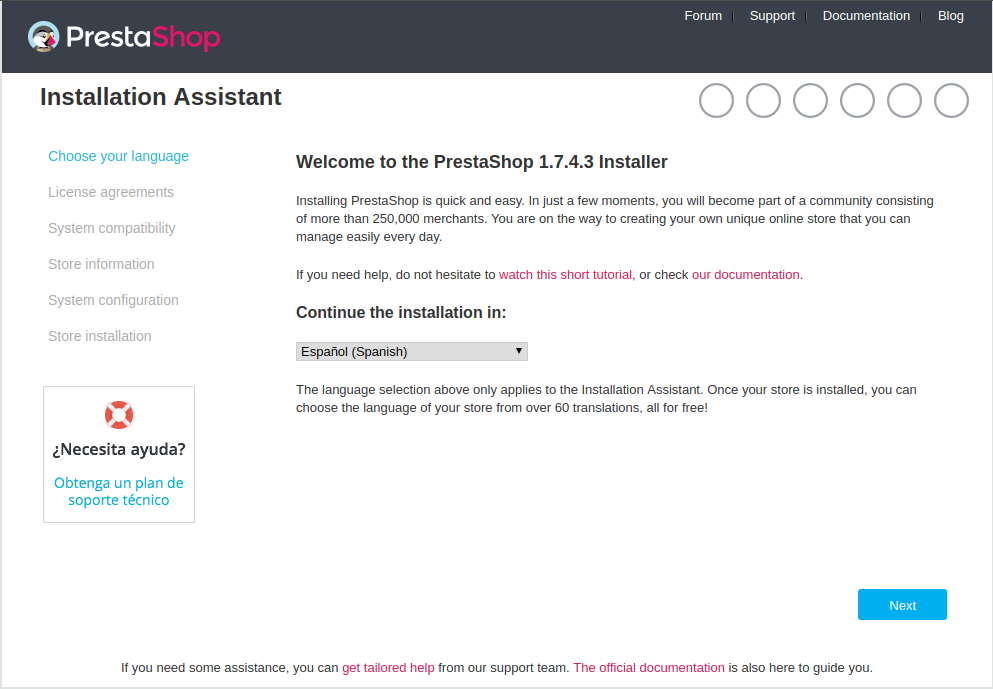 PrestaShop
Forum
Support
Documentation
Blog
Installation Assistant
Choose your language
License agreements
System compatibility
Store information
System configuration
Store installation
¿Necesita ayuda?
Obtenga un plan de
soporte técnico
Welcome to the PrestaShop 1.7.4.3 Installer
Installing PrestaShop is quick and easy. In just a few moments, you will become part of a community consisting
of more than 250,000 merchants. You are on the way to creating your own unique online store that you can
manage easily every day.
If you need help, do not hesitate to watch this short tutorial, or check our documentation.
Continue the installation in:
Español (Spanish)
The language selection above only applies to the Installation Assistant. Once your store is installed, you can
choose the language of your store from over 60 translations, all for free!
Next
If you need some assistance, you can get tailored help from our support team. The official documentation is also here to guide you.